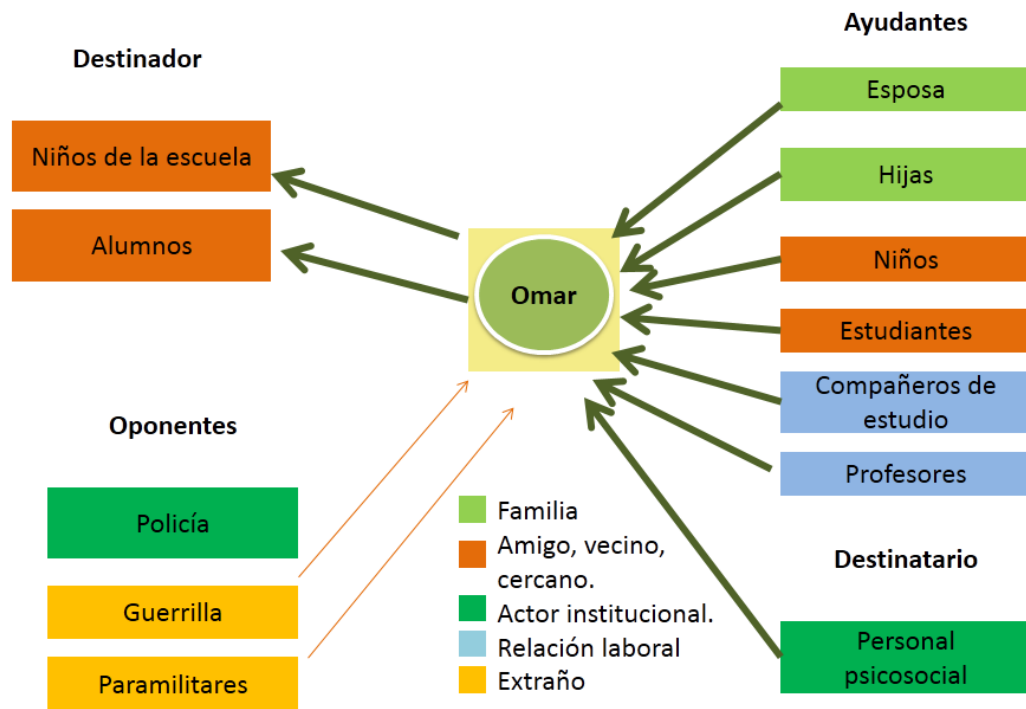 Destinador
Niños de la escuela
Alumnos
Ayudantes
Esposa
Hijas
Niños
Estudiantes
Compañeros de
estudio
Profesores
Omar
Oponentes
Policía
Guerrilla
Paramilitares
Familia
Amigo, vecino,
cercano.
Actor institucional.
Relación laboral
Extraño
Destinatario
Personal
psicosocial